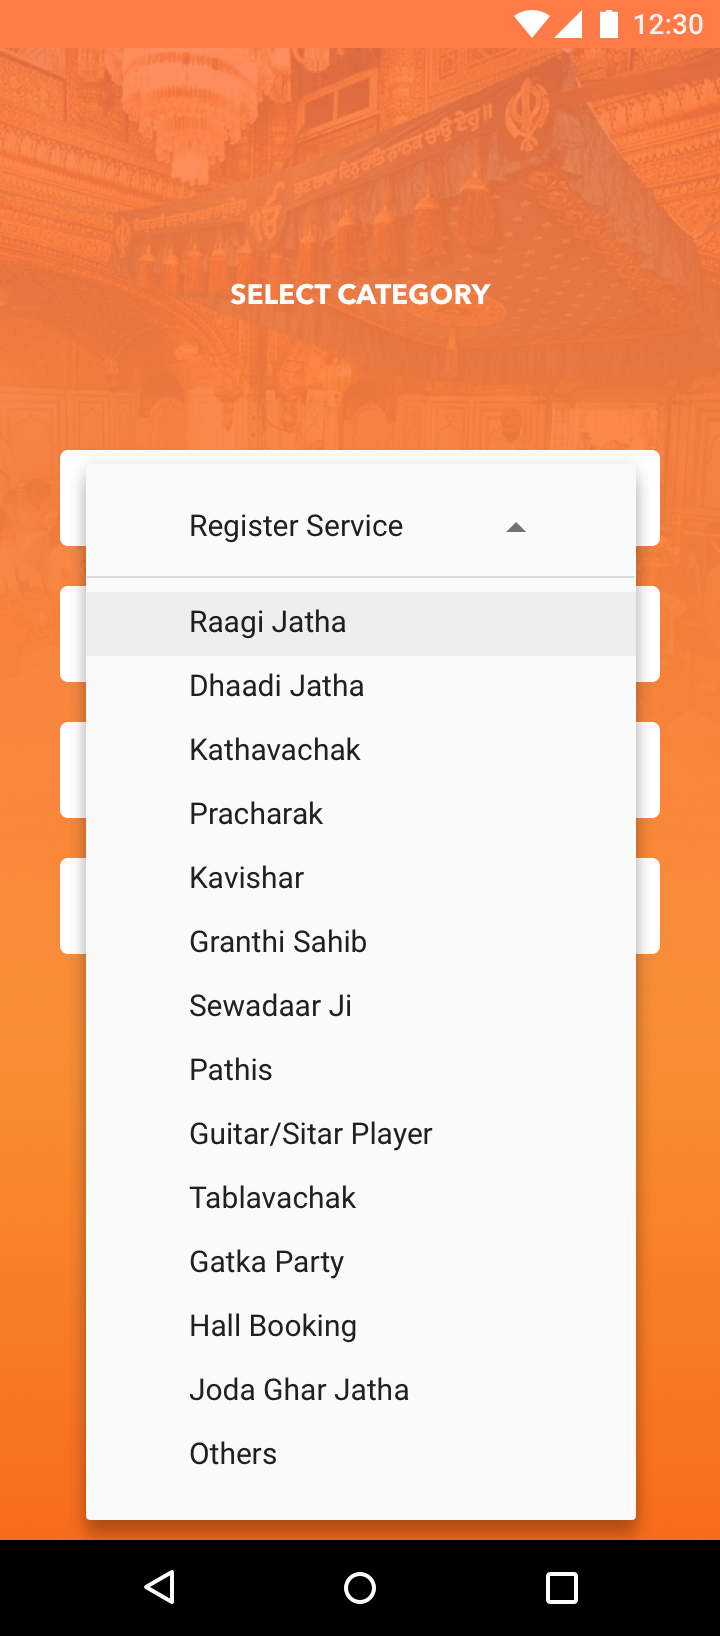 12:30
SELECT CATEGORY
Register Service
Raagi Jatha
Dhaadi Jatha
Kathavachak
Pracharak
Kavishar
Granthi Sahib
Sewadaar Ji
Pathis
Guitar/Sitar Player
Tablavachak
Gatka Party
Hall Booking
Joda Ghar Jatha
Others